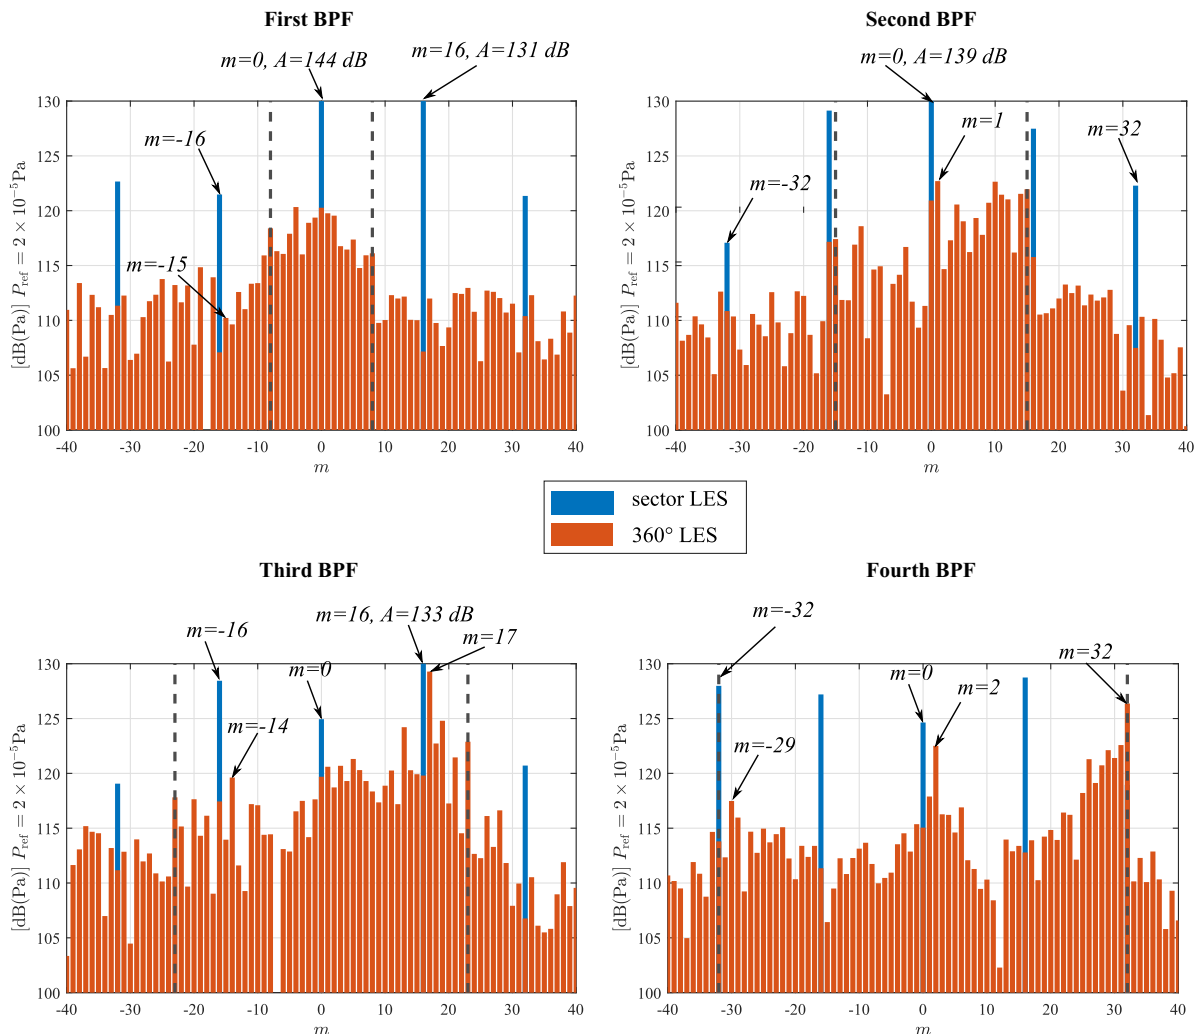 First BPF
m=0, A=144 dB
m=16, A=131 dB
m=-16
m=-15
[dB(Pa)] P_ref = 2 × 10^−5 Pa
130
125
120
115
110
105
100
-40 -30 -20 -10 0 10 20 30 40
m
Second BPF
m=0, A=139 dB
m=1
m=32
m=-32
[dB(Pa)] P_ref = 2 × 10^−5 Pa
130
125
120
115
110
105
100
-40 -30 -20 -10 0 10 20 30 40
m
sector LES
360° LES
Third BPF
m=16, A=133 dB
m=-16
m=17
m=0
m=-14
[dB(Pa)] P_ref = 2 × 10^−5 Pa
130
125
120
115
110
105
100
-40 -30 -20 -10 0 10 20 30 40
m
Fourth BPF
m=-32
m=32
m=0
m=2
m=-29
[dB(Pa)] P_ref = 2 × 10^−5 Pa
130
125
120
115
110
105
100
-40 -30 -20 -10 0 10 20 30 40
m